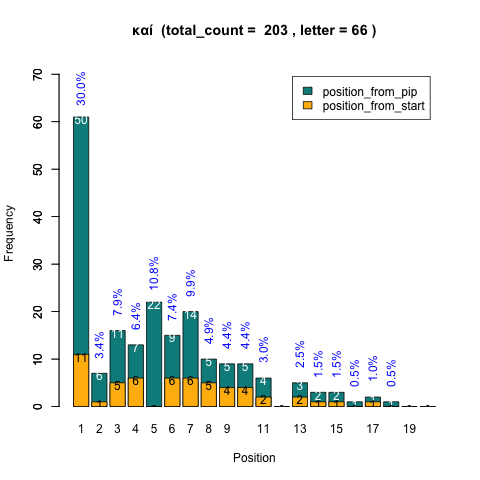 καί  (total_count =  203 , letter = 66 )
position_from_pip
position_from_start
Frequency
0 10 20 30 40 50 60 70
30.0% 3.4% 7.9% 6.4% 10.8% 7.4% 9.9% 4.9% 4.4% 4.4% 3.0% 2.5% 1.5% 1.5% 0.5% 1.0% 0.5%
50 6 11 7 22 9 14 5 5 5 4 3 2 2 1 1 1
11 1 5 6 6 6 5 4 4 2 2 1 1 1
1 2 3 4 5 6 7 8 9 11 13 15 17 19
Position